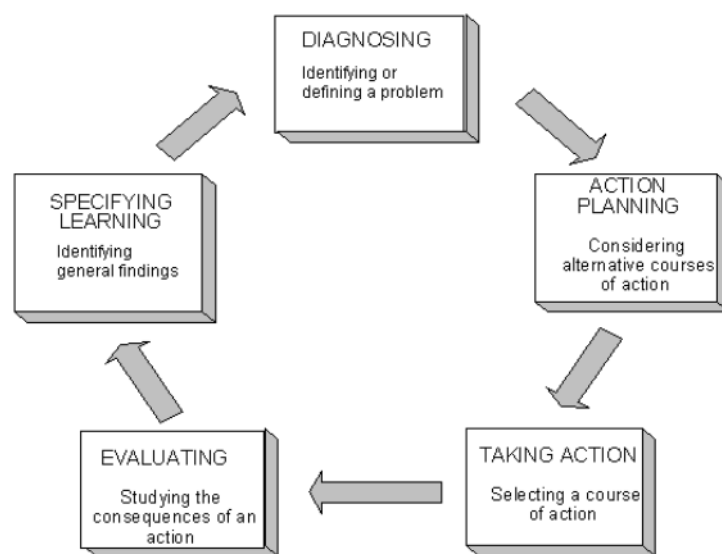 DIAGNOSING
Identifying or
defining a problem
ACTION
PLANNING
Considering
alternative courses
of action
TAKING ACTION
Selecting a course
of action
EVALUATING
Studying the
consequences of an
action
SPECIFYING
LEARNING
Identifying
general findings